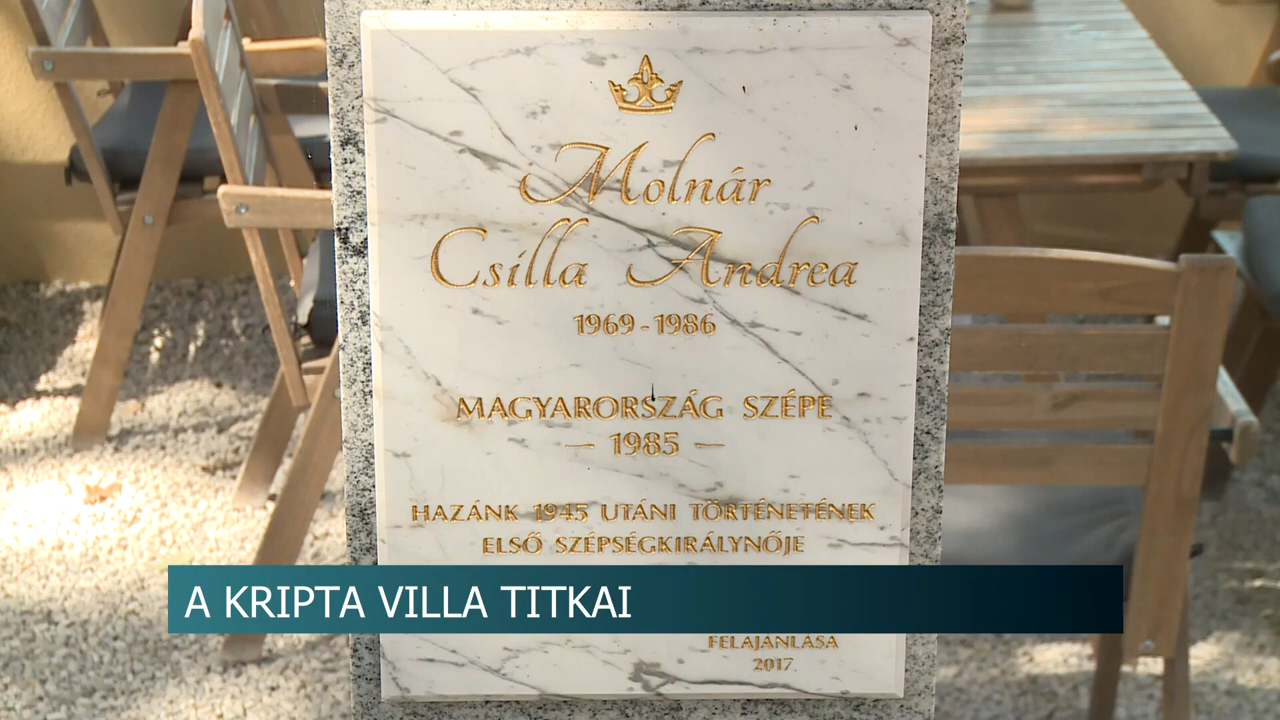 Molnár
Csilla Andrea
1969 - 1986
MAGYARORSZÁG SZÉPE
— 1985 —
HAZÁNK 1945 UTÁNI TÖRTÉNETÉNEK
ELSŐ SZÉPSÉGKIRÁLYNŐJE
A KRIPTA VILLA TITKAI
FELAJÁNLÁSA
2017.